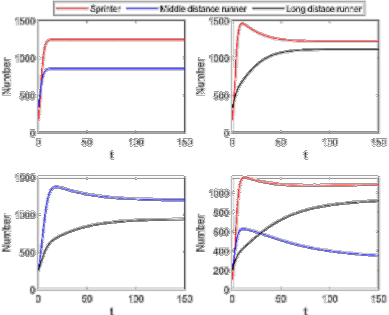 Sprinter Middle distance runner Long distace runner
1500 1500
1000 1000
Number Number
500 500
0 0
0 50 100 150 0 50 100 150
t t
1500
1000 1000
800
Number Number
600
500 400
200
0 0
0 50 100 150 0 50 100 150
t t